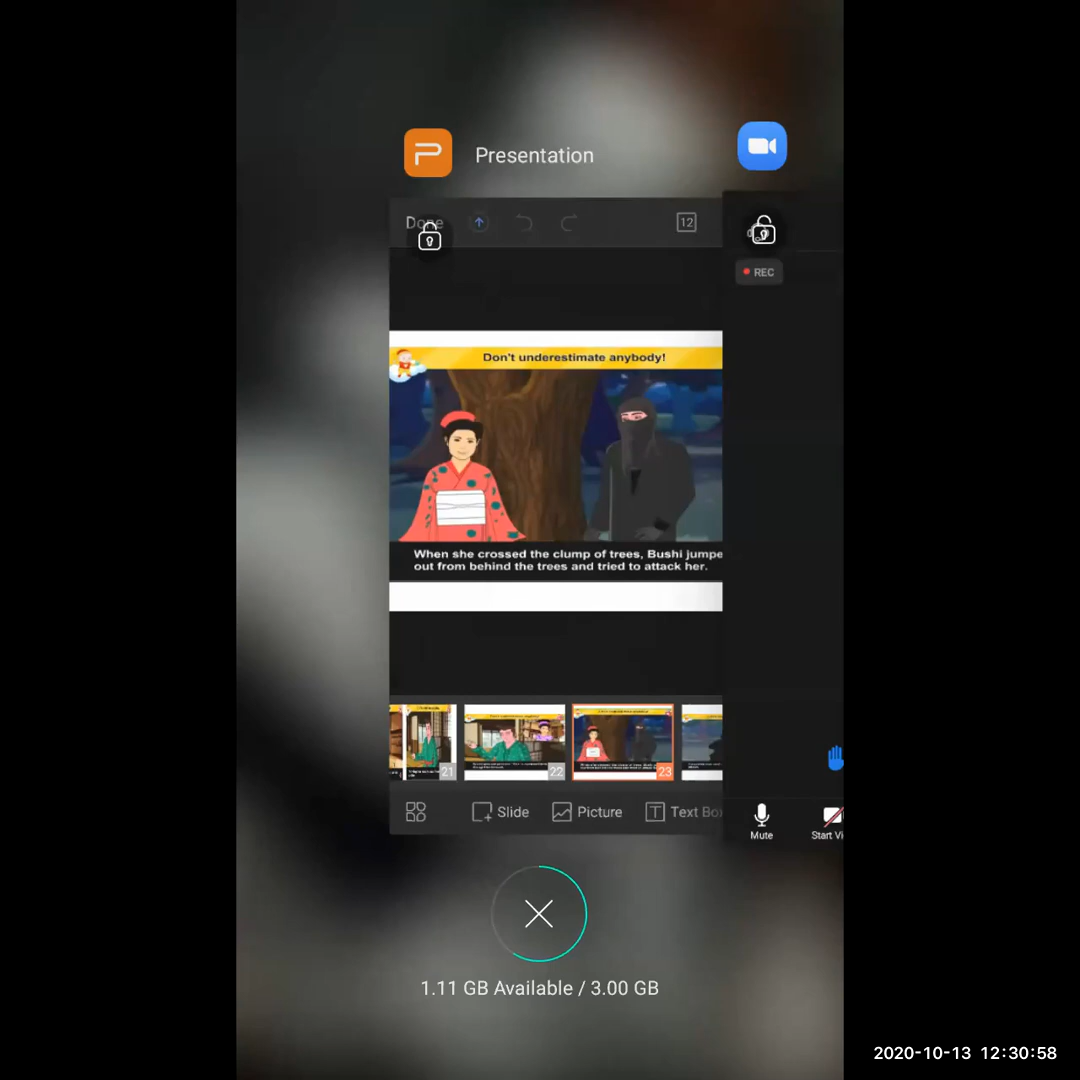 Presentation
Done
12
REC
Don't underestimate anybody!
When she crossed the clump of trees, Bushi jumpe
out from behind the trees and tried to attack her.
21
22
23
Slide
Picture
Text Bo
Mute
Start Vi
1.11 GB Available / 3.00 GB
2020-10-13 12:30:58